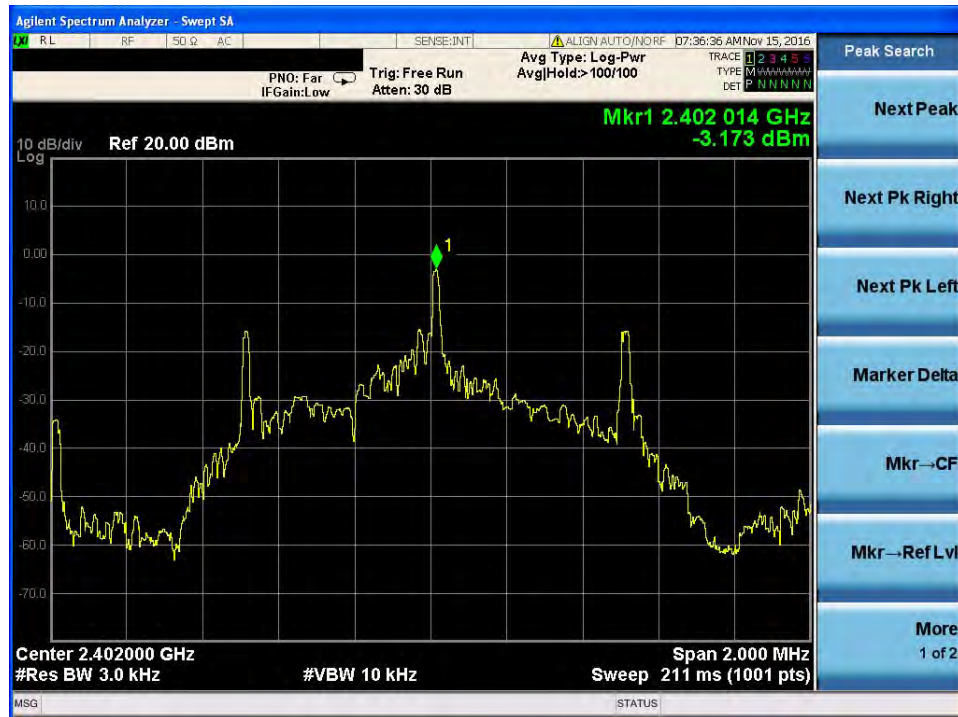 Agilent Spectrum Analyzer - Swept SA
LXI RL RF 50 Ω AC SENSE:INT ALIGN AUTO/NO RF 07:36:36 AM Nov 15, 2016
PNO: Far Trig: Free Run Avg Type: Log-Pwr TRACE 1 2 3 4 5 6
IFGain:Low Atten: 30 dB Avg|Hold:>100/100 TYPE M WWWWW
DET P N N N N N
Peak Search
Mkr1 2.402 014 GHz
-3.173 dBm
10 dB/div Ref 20.00 dBm
Log
10.0
0.00
-10.0
-20.0
-30.0
-40.0
-50.0
-60.0
-70.0
1
Center 2.402000 GHz Span 2.000 MHz
#Res BW 3.0 kHz #VBW 10 kHz Sweep 211 ms (1001 pts)
MSG STATUS
Next Peak
Next Pk Right
Next Pk Left
Marker Delta
Mkr→CF
Mkr→Ref Lvl
More
1 of 2